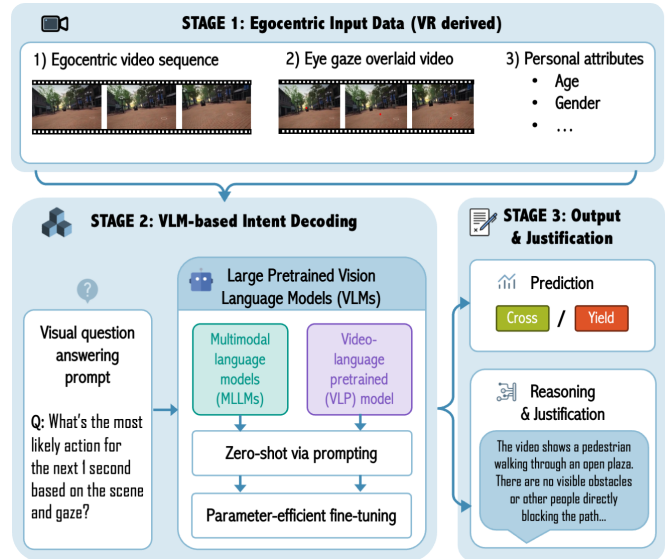 STAGE 1: Egocentric Input Data (VR derived)
1) Egocentric video sequence
2) Eye gaze overlaid video
3) Personal attributes
• Age
• Gender
• ...
STAGE 2: VLM-based Intent Decoding
?
Visual question
answering
prompt
Q: What's the most
likely action for
the next 1 second
based on the scene
and gaze?
Large Pretrained Vision
Language Models (VLMs)
Multimodal
language
models
(MLLMs)
Video-
language
pretrained
(VLP) model
Zero-shot via prompting
Parameter-efficient fine-tuning
STAGE 3: Output
& Justification
Prediction
Cross / Yield
Reasoning
& Justification
The video shows a pedestrian
walking through an open plaza.
There are no visible obstacles
or other people directly
blocking the path...